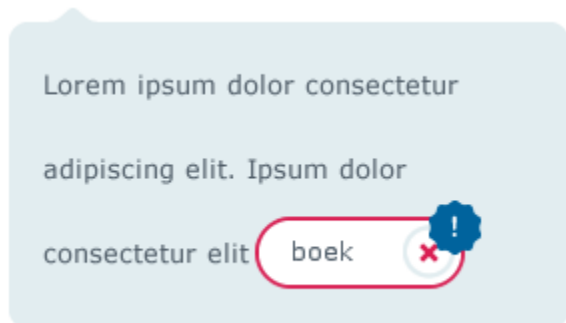 Lorem ipsum dolor consectetur
adipiscing elit. Ipsum dolor
consectetur elit boek !